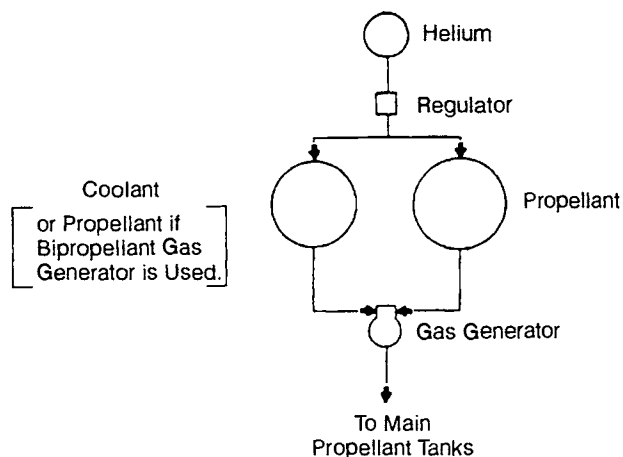 Helium
Regulator
Coolant
or Propellant if
Bipropellant Gas
Generator is Used.
Propellant
Gas Generator
To Main
Propellant Tanks